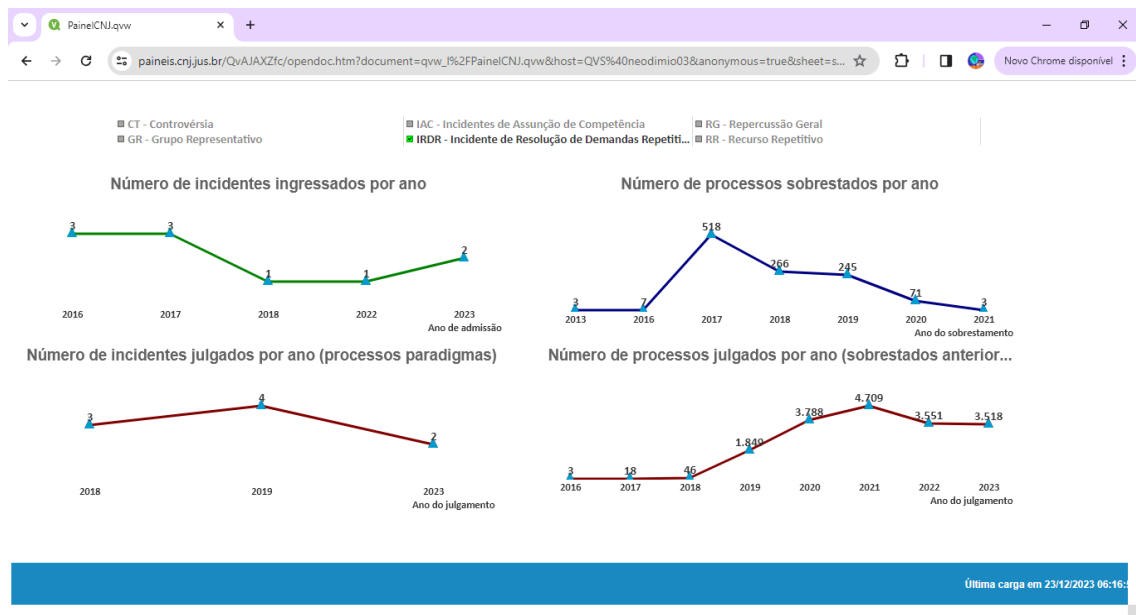 PainelCNJ.qvw
paineis.cnj.jus.br/QvAJAXZfc/opendoc.htm?document=qvw_l%2FPainelCNJ.qvw&host=QVS%40neodimio03&anonymous=true&sheet=s...
Novo Chrome disponível
CT - Controvérsia
IAC - Incidentes de Assunção de Competência
RG - Repercussão Geral
GR - Grupo Representativo
IRDR - Incidente de Resolução de Demandas Repetiti...
RR - Recurso Repetitivo
Número de incidentes ingressados por ano
3 3 1 1 2
2016 2017 2018 2022 2023
Ano de admissão
Número de processos sobrestados por ano
3 7 518 266 245 71 3
2013 2016 2017 2018 2019 2020 2021
Ano do sobrestamento
Número de incidentes julgados por ano (processos paradigmas)
3 4 2
2018 2019 2023
Ano do julgamento
Número de processos julgados por ano (sobrestados anterior...
3 18 46 1.849 3.788 4.709 3.551 3.518
2016 2017 2018 2019 2020 2021 2022 2023
Ano do julgamento
Última carga em 23/12/2023 06:16: